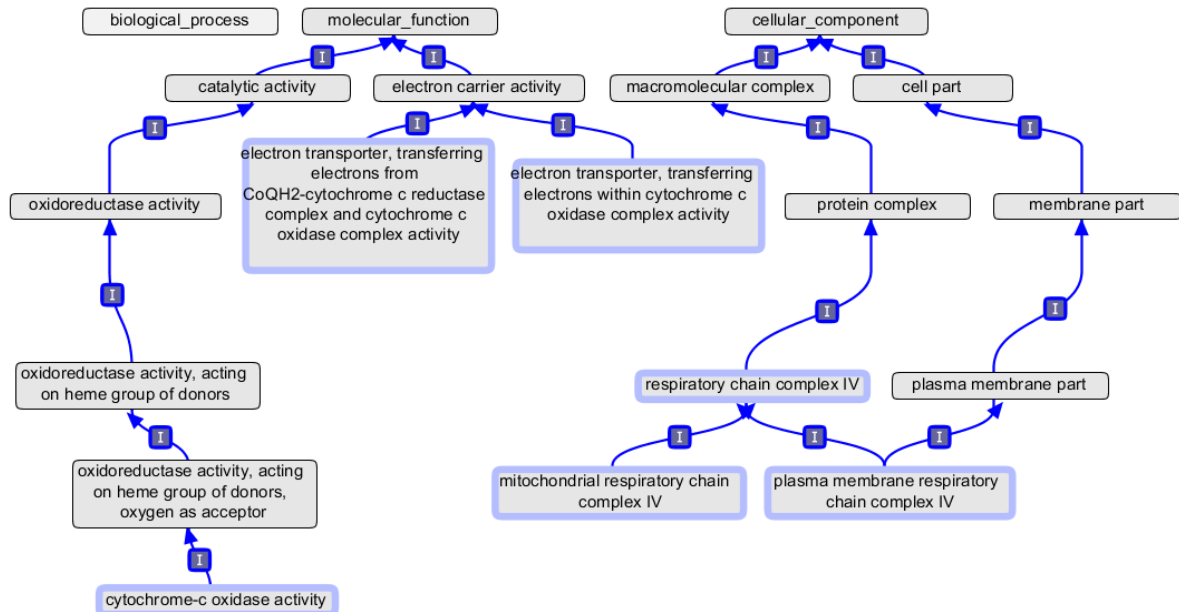 biological_process
molecular_function
cellular_component
I
I
I
I
catalytic activity
electron carrier activity
macromolecular complex
cell part
I
I
I
I
I
electron transporter, transferring
electrons from
CoQH2-cytochrome c reductase
complex and cytochrome c
oxidase complex activity
electron transporter, transferring
electrons within cytochrome c
oxidase complex activity
oxidoreductase activity
protein complex
membrane part
I
I
I
oxidoreductase activity, acting
on heme group of donors
respiratory chain complex IV
plasma membrane part
I
I
I
I
oxidoreductase activity, acting
on heme group of donors,
oxygen as acceptor
mitochondrial respiratory chain
complex IV
plasma membrane respiratory
chain complex IV
I
cytochrome-c oxidase activity